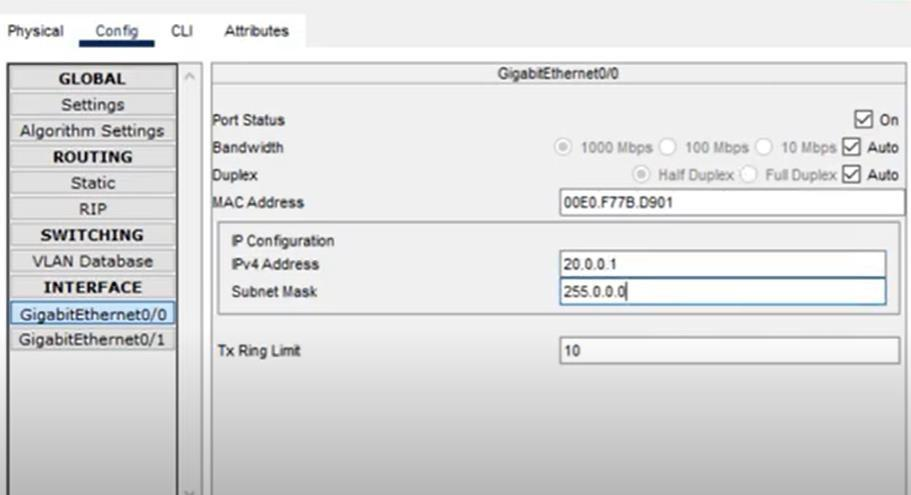 Physical Config CLI Attributes
GLOBAL
Settings
Algorithm Settings
ROUTING
Static
RIP
SWITCHING
VLAN Database
INTERFACE
GigabitEthernet0/0
GigabitEthernet0/1
GigabitEthernet0/0
Port Status On
Bandwidth 1000 Mbps 100 Mbps 10 Mbps Auto
Duplex Half Duplex Full Duplex Auto
MAC Address 00E0.F77B.D901
IP Configuration
IPv4 Address 20.0.0.1
Subnet Mask 255.0.0.0
Tx Ring Limit 10